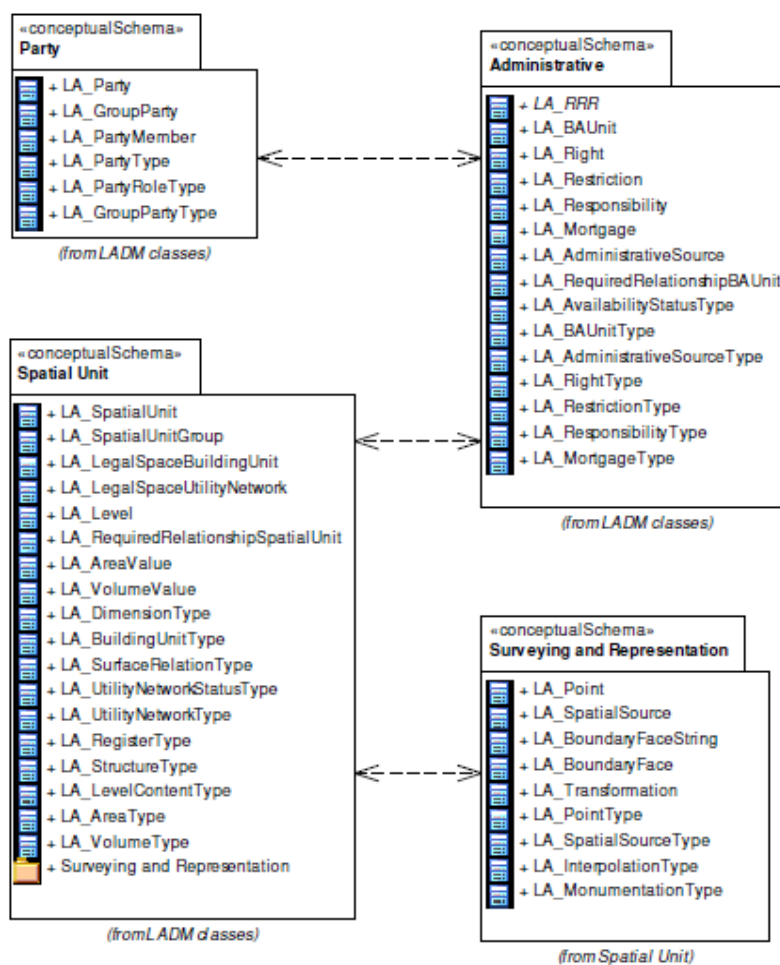 «conceptualSchema»
Party
+ LA_Party
+ LA_GroupParty
+ LA_PartyMember
+ LA_PartyType
+ LA_PartyRoleType
+ LA_GroupPartyType
(from LADM classes)
«conceptualSchema»
Administrative
+ LA_RRR
+ LA_BAUnit
+ LA_Right
+ LA_Restriction
+ LA_Responsibility
+ LA_Mortgage
+ LA_AdministrativeSource
+ LA_RequiredRelationshipBAUnit
+ LA_AvailabilityStatusType
+ LA_BAUnitType
+ LA_AdministrativeSourceType
+ LA_RightType
+ LA_RestrictionType
+ LA_ResponsibilityType
+ LA_MortgageType
(from LADM classes)
«conceptualSchema»
Spatial Unit
+ LA_SpatialUnit
+ LA_SpatialUnitGroup
+ LA_LegalSpaceBuildingUnit
+ LA_LegalSpaceUtilityNetwork
+ LA_Level
+ LA_RequiredRelationshipSpatialUnit
+ LA_AreaValue
+ LA_VolumeValue
+ LA_DimensionType
+ LA_BuildingUnitType
+ LA_SurfaceRelationType
+ LA_UtilityNetworkStatusType
+ LA_UtilityNetworkType
+ LA_RegisterType
+ LA_StructureType
+ LA_LevelContentType
+ LA_AreaType
+ LA_VolumeType
+ Surveying and Representation
(from LADM classes)
«conceptualSchema»
Surveying and Representation
+ LA_Point
+ LA_SpatialSource
+ LA_BoundaryFaceString
+ LA_BoundaryFace
+ LA_Transformation
+ LA_PointType
+ LA_SpatialSourceType
+ LA_InterpolationType
+ LA_MonumentationType
(from Spatial Unit)